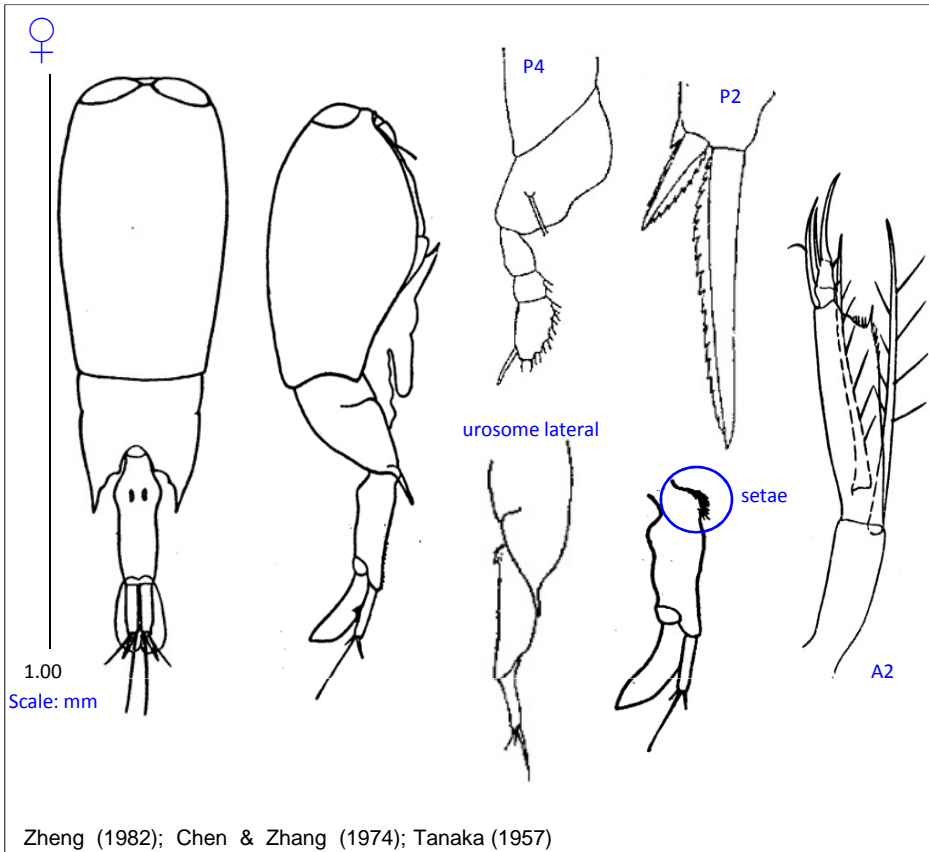 ♀
P4
P2
urosome lateral
setae
A2
1.00
Scale: mm
Zheng (1982); Chen & Zhang (1974); Tanaka (1957)